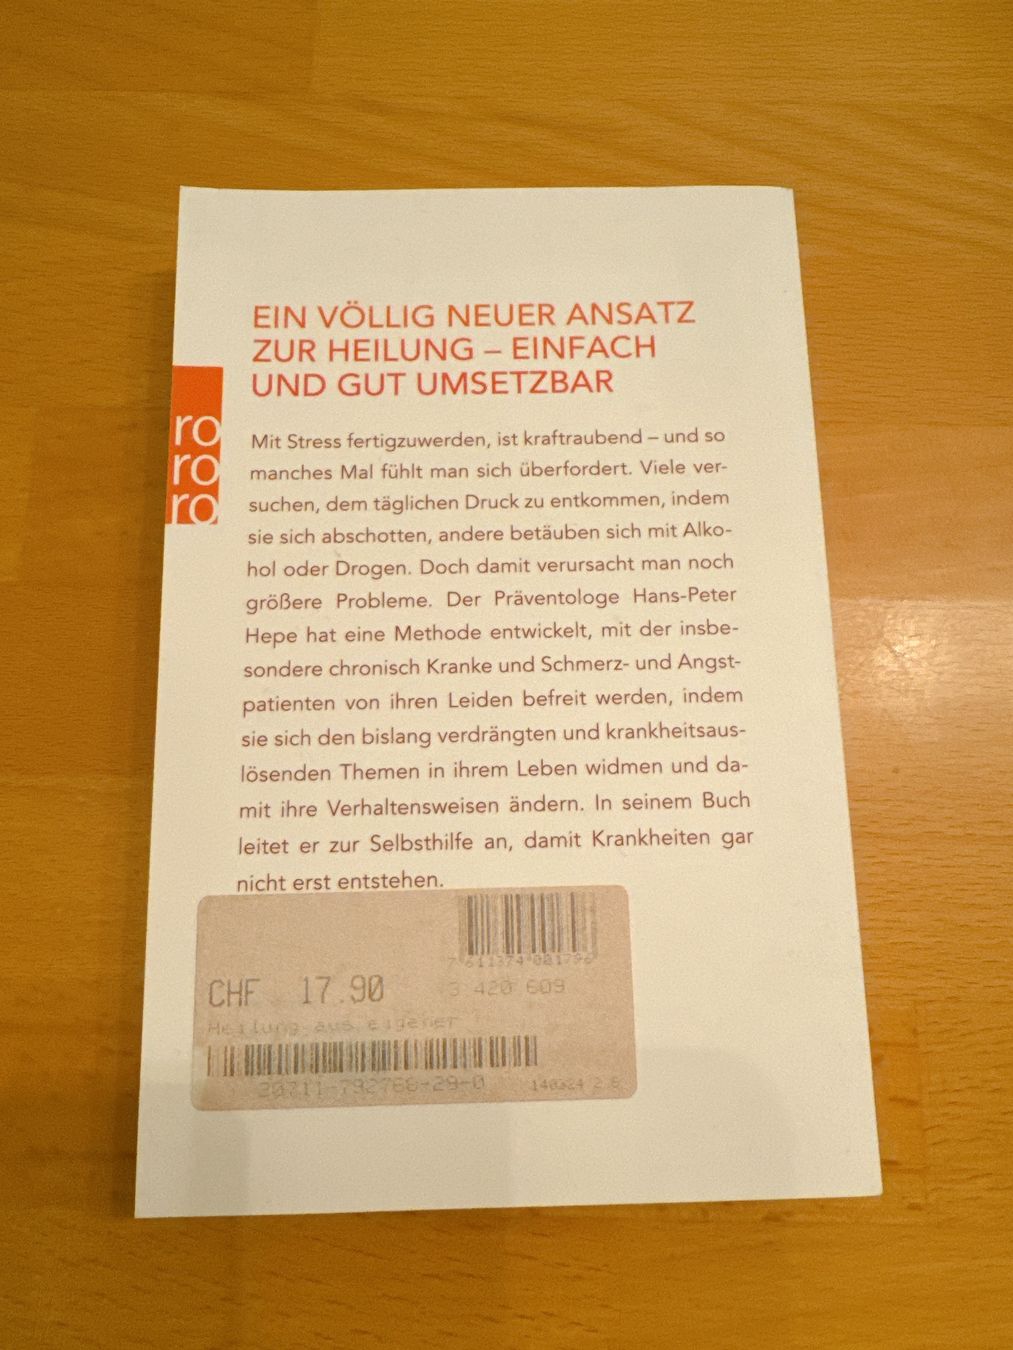 EIN VÖLLIG NEUER ANSATZ
ZUR HEILUNG – EINFACH
UND GUT UMSETZBAR
ro
ro
ro
Mit Stress fertigzuwerden, ist kraftraubend – und so
manches Mal fühlt man sich überfordert. Viele ver-
suchen, dem täglichen Druck zu entkommen, indem
sie sich abschotten, andere betäuben sich mit Alko-
hol oder Drogen. Doch damit verursacht man noch
größere Probleme. Der Präventologe Hans-Peter
Hepe hat eine Methode entwickelt, mit der insbe-
sondere chronisch Kranke und Schmerz- und Angst-
patienten von ihren Leiden befreit werden, indem
sie sich den bislang verdrängten und krankheitsaus-
lösenden Themen in ihrem Leben widmen und da-
mit ihre Verhaltensweisen ändern. In seinem Buch
leitet er zur Selbsthilfe an, damit Krankheiten gar
nicht erst entstehen.
CHF 17.90
3 420 609
Heilung aus eigener